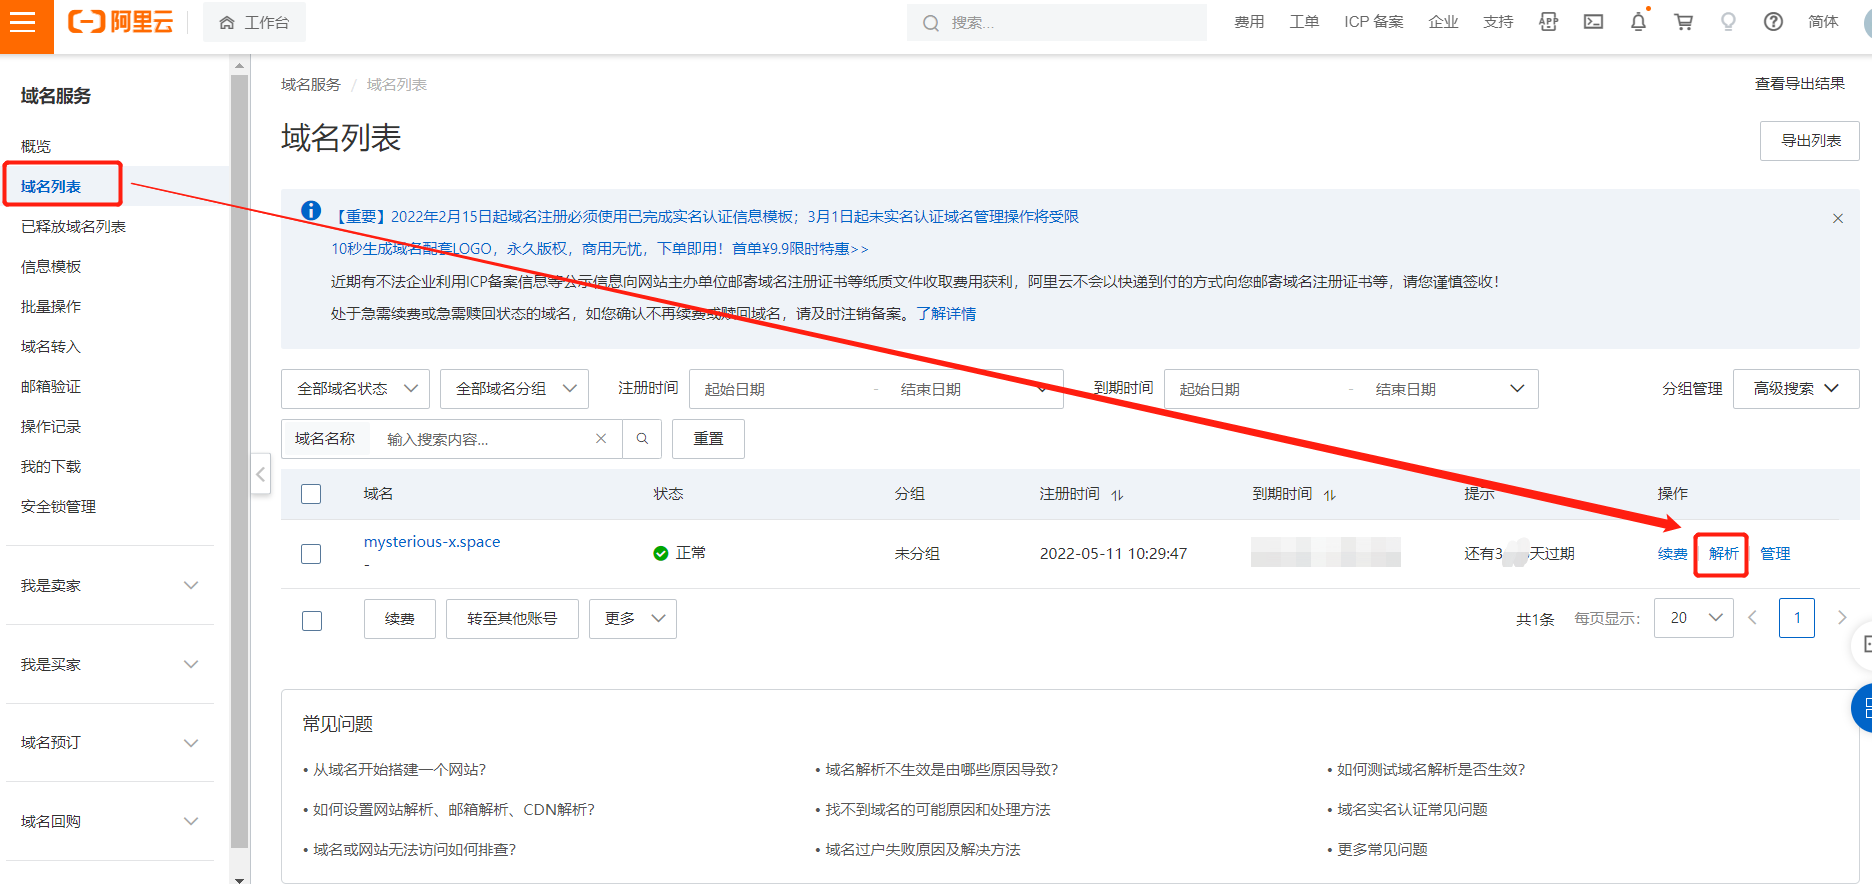 阿里云
工作台
搜索...
费用
工单
ICP 备案
企业
支持
简体
域名服务
概览
域名列表
已释放域名列表
信息模板
批量操作
域名转入
邮箱验证
操作记录
我的下载
安全锁管理
我是卖家
我是买家
域名预订
域名回购
域名服务 / 域名列表
查看导出结果
域名列表
导出列表
【重要】2022年2月15日起域名注册必须使用已完成实名认证信息模板；3月1日起未实名认证域名管理操作将受限
10秒生成域名配套LOGO，永久版权，商用无忧，下单即用！首单¥9.9限时特惠>>
近期有不法企业利用ICP备案信息等公示信息向网站主办单位邮寄域名注册证书等纸质文件收取费用获利，阿里云不会以快递到付的方式向您邮寄域名注册证书等，请您谨慎签收！
处于急需续费或急需赎回状态的域名，如您确认不再续费或赎回域名，请及时注销备案。了解详情
全部域名状态 全部域名分组 注册时间 起始日期 - 结束日期 到期时间 起始日期 - 结束日期 分组管理 高级搜索
域名名称 输入搜索内容... 重置
域名 状态 分组 注册时间 到期时间 提示 操作
mysterious-x.space 正常 未分组 2022-05-11 10:29:47 还有3 天过期 续费 解析 管理
-
续费 转至其他账号 更多 共1条 每页显示： 20 1
常见问题
• 从域名开始搭建一个网站？ • 域名解析不生效是由哪些原因导致？ • 如何测试域名解析是否生效？
• 如何设置网站解析、邮箱解析、CDN解析？ • 找不到域名的可能原因和处理方法 • 域名实名认证常见问题
• 域名或网站无法访问如何排查？ • 域名过户失败原因及解决方法 • 更多常见问题